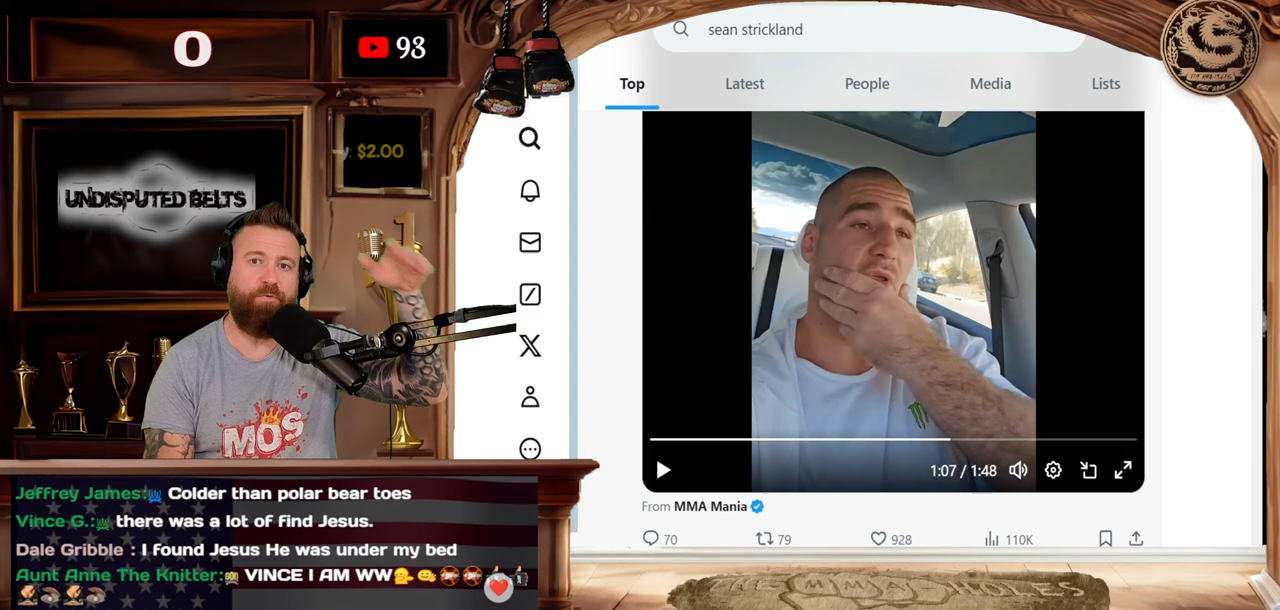 0
93
sean strickland
Top
Latest
People
Media
Lists
$2.00
UNDISPUTED BELTS
1
MOS
1:07 / 1:48
From MMA Mania
70
79
928
110K
Jeffrey James: Colder than polar bear toes
Vince G.: there was a lot of find Jesus.
Dale Gribble : I found Jesus He was under my bed
Aunt Anne The Knitter: VINCE I AM WW
THE MMA HOLES